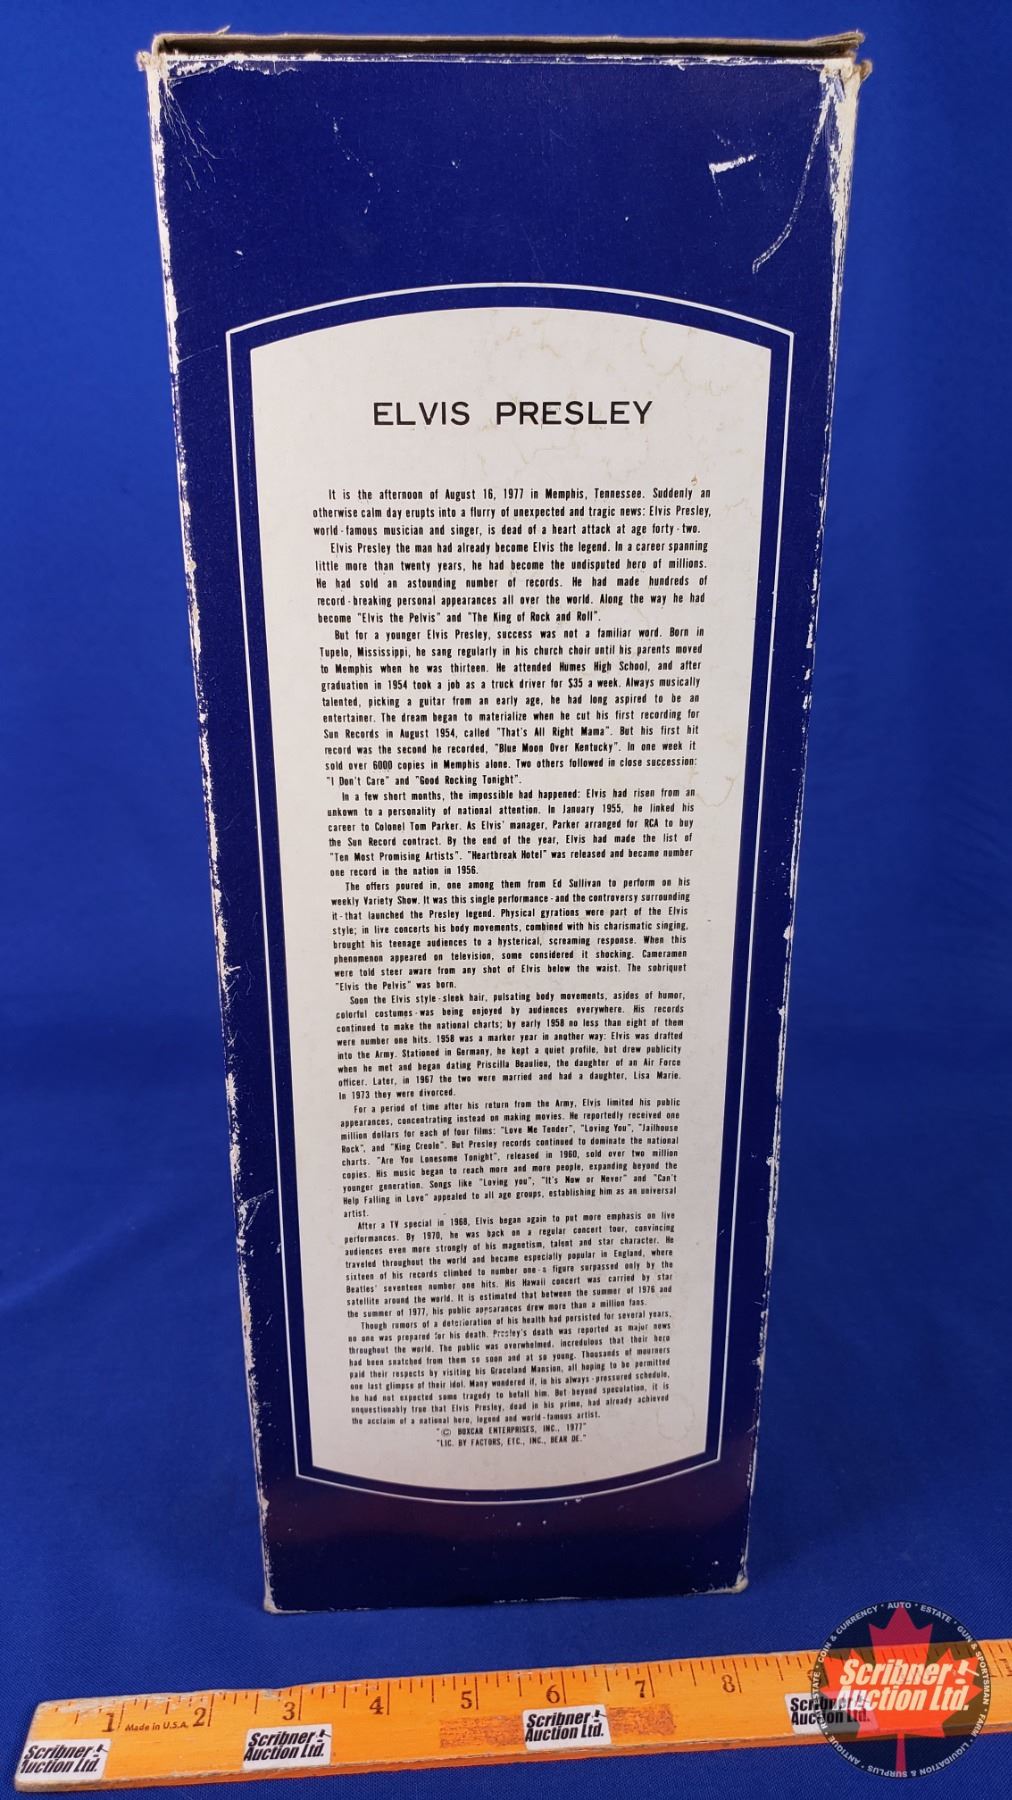 ELVIS PRESLEY
It is the afternoon of August 16, 1977 in Memphis, Tennessee. Suddenly an
otherwise calm day erupts into a flurry of unexpected and tragic news: Elvis Presley,
world-famous musician and singer, is dead of a heart attack at age forty-two.
Elvis Presley the man had already become Elvis the legend. In a career spanning
little more than twenty years, he had become the undisputed hero of millions.
He had sold an astounding number of records. He had made hundreds of
record-breaking personal appearances all over the world. Along the way he had
become "Elvis the Pelvis" and "The King of Rock and Roll".
But for a younger Elvis Presley, success was not a familiar word. Born in
Tupelo, Mississippi, he sang regularly in his church choir until his parents moved
to Memphis when he was thirteen. He attended Humes High School, and after
graduation in 1954 took a job as a truck driver for $35 a week. Always musically
talented, picking a guitar from an early age, he had long aspired to be an
entertainer. The dream began to materialize when he cut his first recording for
Sun Records in August 1954, called "That's All Right Mama". But his first hit
record was the second he recorded, "Blue Moon Over Kentucky". In one week it
sold over 6000 copies in Memphis alone. Two others followed in close succession:
"I Don't Care" and "Good Rocking Tonight".
In a few short months, the impossible had happened: Elvis had risen from an
unkown to a personality of national attention. In January 1955, he linked his
career to Colonel Tom Parker. As Elvis' manager, Parker arranged for RCA to buy
the Sun Record contract. By the end of the year, Elvis had made the list of
"Ten Most Promising Artists". "Heartbreak Hotel" was released and became number
one record in the nation in 1956.
The offers poured in, one among them from Ed Sullivan to perform on his
weekly Variety Show. It was this single performance-and the controversy surrounding
it-that launched the Presley legend. Physical gyrations were part of the Elvis
style; in live concerts his body movements, combined with his charismatic singing,
brought his teenage audiences to a hysterical, screaming response. When this
phenomenon appeared on television, some considered it shocking. Cameramen
were told steer aware from any shot of Elvis below the waist. The sobriquet
"Elvis the Pelvis" was born.
Soon the Elvis style-sleek hair, pulsating body movements, asides of humor,
colorful costumes-was being enjoyed by audiences everywhere. His records
continued to make the national charts; by early 1958 no less than eight of them
were number one hits. 1958 was a marker year in another way: Elvis was drafted
into the Army. Stationed in Germany, he kept a quiet profile, but drew publicity
when he met and began dating Priscilla Beaulieu, the daughter of an Air Force
officer. Later, in 1967 the two were married and had a daughter, Lisa Marie.
In 1973 they were divorced.
For a period of time after his return from the Army, Elvis limited his public
appearances, concentrating instead on making movies. He reportedly received one
million dollars for each of four films: "Love Me Tender", "Loving You", "Jailhouse
Rock", and "King Creole". But Presley records continued to dominate the national
charts. "Are You Lonesome Tonight", released in 1960, sold over two million
copies. His music began to reach more and more people, expanding beyond the
younger generation. Songs like "Loving you", "It's Now or Never" and "Can't
Help Falling in Love" appealed to all age groups, establishing him as an universal
artist.
After a TV special in 1968, Elvis began again to put more emphasis on live
performances. By 1970, he was back on a regular concert tour, convincing
audiences even more strongly of his magnetism, talent and star character. He
traveled throughout the world and became especially popular in England, where
sixteen of his records climbed to number one-a figure surpassed only by the
Beatles' seventeen number one hits. His Hawaii concert was carried by star
satellite around the world. It is estimated that between the summer of 1976 and
the summer of 1977, his public appearances drew more than a million fans.
Though rumors of a deterioration of his health had persisted for several years,
no one was prepared for his death. Presley's death was reported as major news
throughout the world. The public was overwhelmed, incredulous that their hero
had been snatched from them so soon and at so young. Thousands of mourners
paid their respects by visiting his Graceland Mansion, all hoping to be permitted
one last glimpse of their idol. Many wondered if, in his always-pressured schedule,
he had not expected some tragedy to befall him. But beyond speculation, it is
unquestionably true that Elvis Presley, dead in his prime, had already achieved
the acclaim of a national hero, legend and world-famous artist.
"© BOXCAR ENTERPRISES, INC., 1977"
"LIC. BY FACTORS, ETC., INC., BEAR DE."
1 Made in U.S.A. 2 3 4 5 6 7 8
Scribner Auction Ltd.
Scribner Auction Ltd.
Scribner Auction Ltd.
Scribner Auction Ltd.
Scribner
Auction Ltd.
REAL ESTATE • COIN & CURRENCY • AUTO • ESTATE • GUN & SPORTSMAN • FARM • LIQUIDATION & SURPLUS • ANTIQUE •